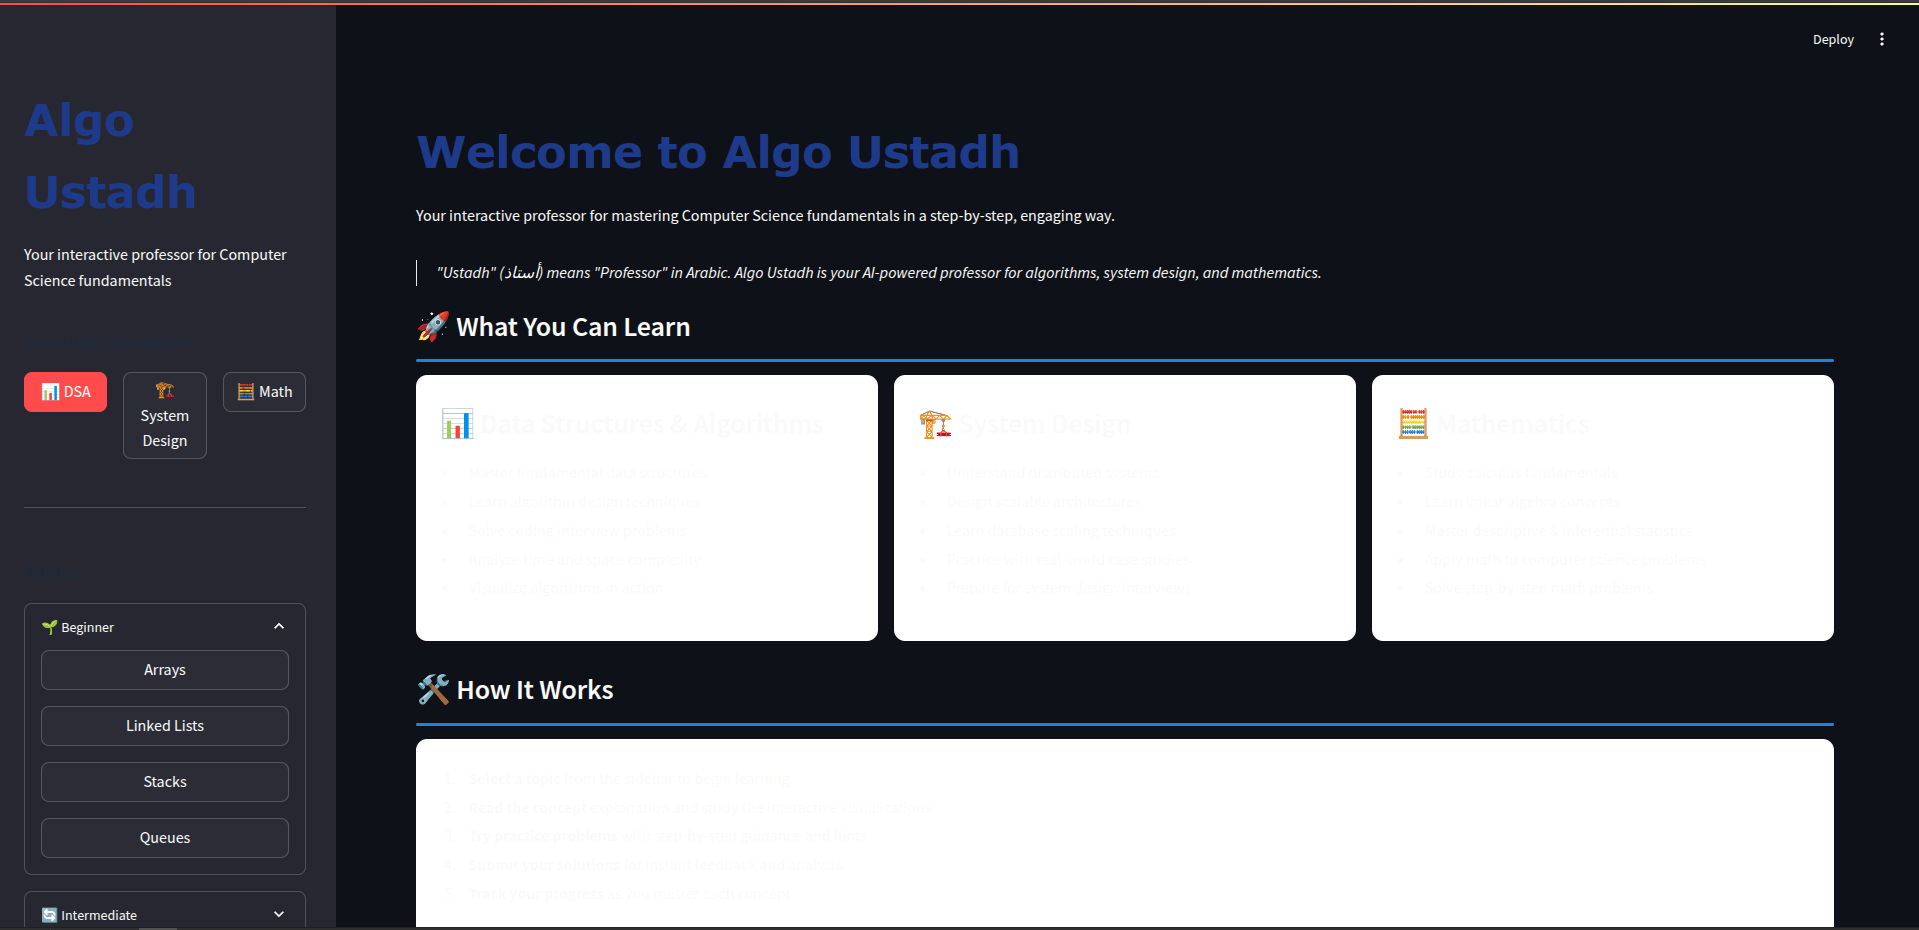 Deploy
Algo
Ustadh
Your interactive professor for Computer
Science fundamentals
📊 DSA
🏗️
System
Design
🧮 Math
🌱 Beginner
Arrays
Linked Lists
Stacks
Queues
🔄 Intermediate
Welcome to Algo Ustadh
Your interactive professor for mastering Computer Science fundamentals in a step-by-step, engaging way.
"Ustadh" (أستاذ) means "Professor" in Arabic. Algo Ustadh is your AI-powered professor for algorithms, system design, and mathematics.
🚀 What You Can Learn
📊 Data Structures & Algorithms
• Master fundamental data structures
• Learn algorithm design techniques
• Solve coding interview problems
• Analyze time and space complexity
• Visualize algorithms in action
🏗️ System Design
• Understand distributed systems
• Design scalable architectures
• Learn database scaling techniques
• Practice with real-world case studies
• Prepare for system design interviews
🧮 Mathematics
• Study calculus fundamentals
• Learn linear algebra concepts
• Master descriptive & inferential statistics
• Apply math to computer science problems
• Solve step-by-step math problems
🛠️ How It Works
1. Select a topic from the sidebar to begin learning
2. Read the concept explanation and study the interactive visualizations
3. Try practice problems with step-by-step guidance and hints
4. Submit your solutions for instant feedback and analysis
5. Track your progress as you master each concept